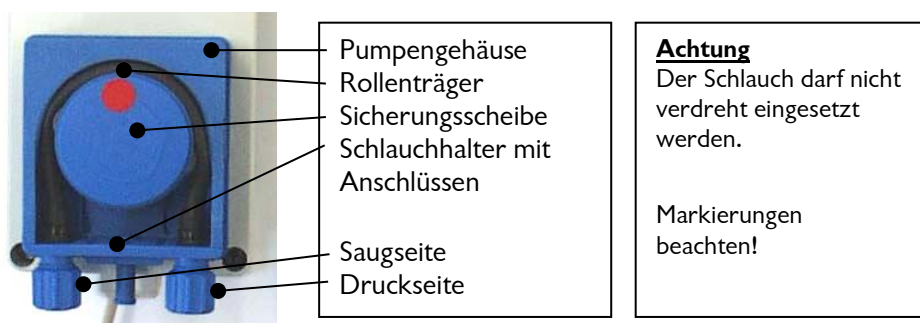 Pumpengehäuse
Rollenträger
Sicherungsscheibe
Schlauchhalter mit
Anschlüssen
Saugseite
Druckseite
Achtung
Der Schlauch darf nicht
verdreht eingesetzt
werden.
Markierungen
beachten!